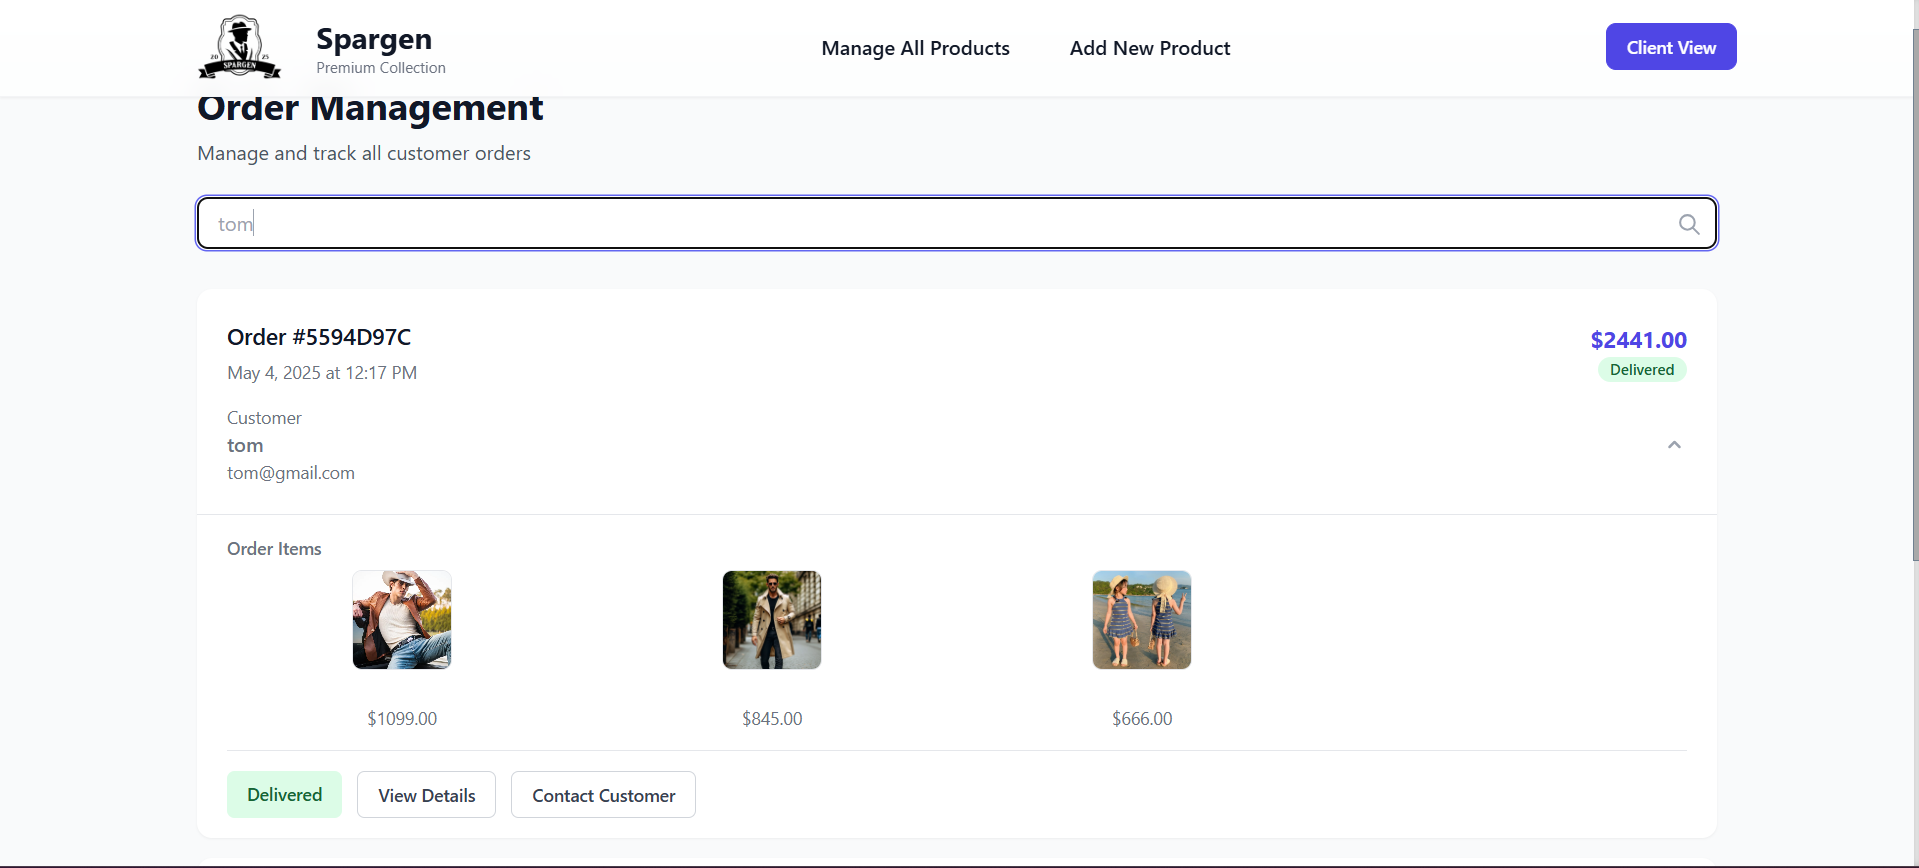 20 25
SPARGEN
Spargen
Premium Collection
Manage All Products
Add New Product
Client View
Order Management
Manage and track all customer orders
tom
Order #5594D97C
$2441.00
May 4, 2025 at 12:17 PM
Delivered
Customer
tom
tom@gmail.com
Order Items
$1099.00
$845.00
$666.00
Delivered
View Details
Contact Customer